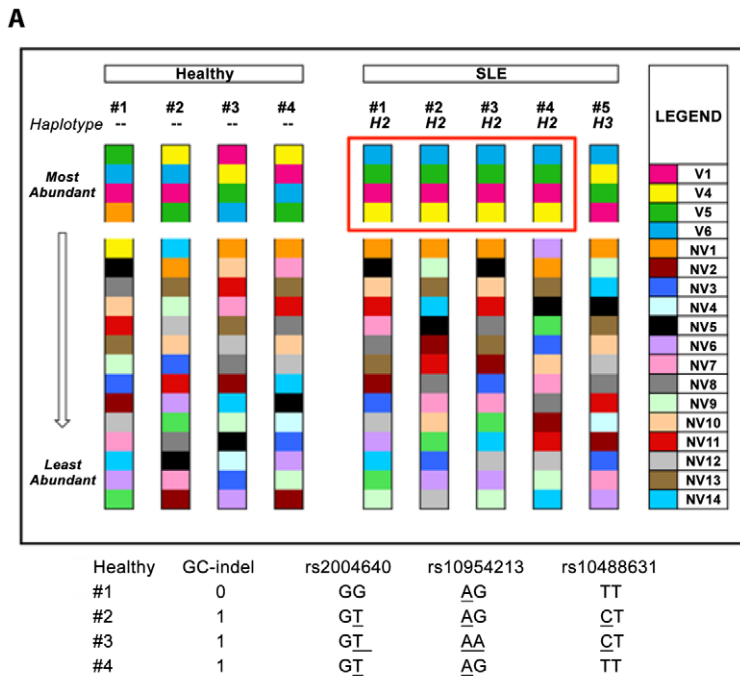 A
Healthy SLE
#1 #2 #3 #4 #1 #2 #3 #4 #5 LEGEND
Haplotype -- -- -- -- H2 H2 H2 H2 H3
Most
Abundant
Least
Abundant
V1
V4
V5
V6
NV1
NV2
NV3
NV4
NV5
NV6
NV7
NV8
NV9
NV10
NV11
NV12
NV13
NV14
Healthy GC-indel rs2004640 rs10954213 rs10488631
#1 0 GG AG TT
#2 1 GT AG CT
#3 1 GT AA CT
#4 1 GT AG TT